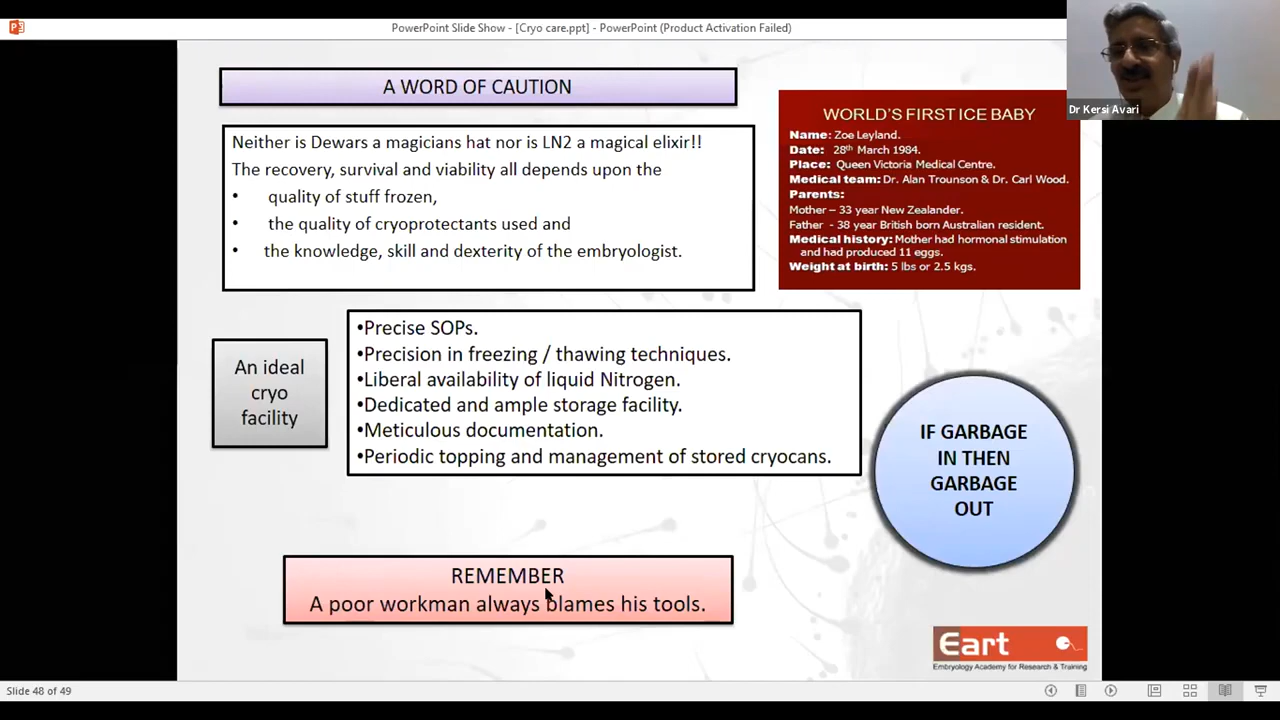 PowerPoint Slide Show - [Cryo care.ppt] - PowerPoint (Product Activation Failed)
Dr Kersi Avari
A WORD OF CAUTION
Neither is Dewars a magicians hat nor is LN2 a magical elixir!!
The recovery, survival and viability all depends upon the
• quality of stuff frozen,
• the quality of cryoprotectants used and
• the knowledge, skill and dexterity of the embryologist.
WORLD'S FIRST ICE BABY
Name: Zoe Leyland.
Date: 28th March 1984.
Place: Queen Victoria Medical Centre.
Medical team: Dr. Alan Trounson & Dr. Carl Wood.
Parents:
Mother – 33 year New Zealander.
Father - 38 year British born Australian resident.
Medical history: Mother had hormonal stimulation
and had produced 11 eggs.
Weight at birth: 5 lbs or 2.5 kgs.
An ideal
cryo
facility
•Precise SOPs.
•Precision in freezing / thawing techniques.
•Liberal availability of liquid Nitrogen.
•Dedicated and ample storage facility.
•Meticulous documentation.
•Periodic topping and management of stored cryocans.
IF GARBAGE
IN THEN
GARBAGE
OUT
REMEMBER
A poor workman always blames his tools.
Eart
Embryology Academy for Research & Training
Slide 48 of 49